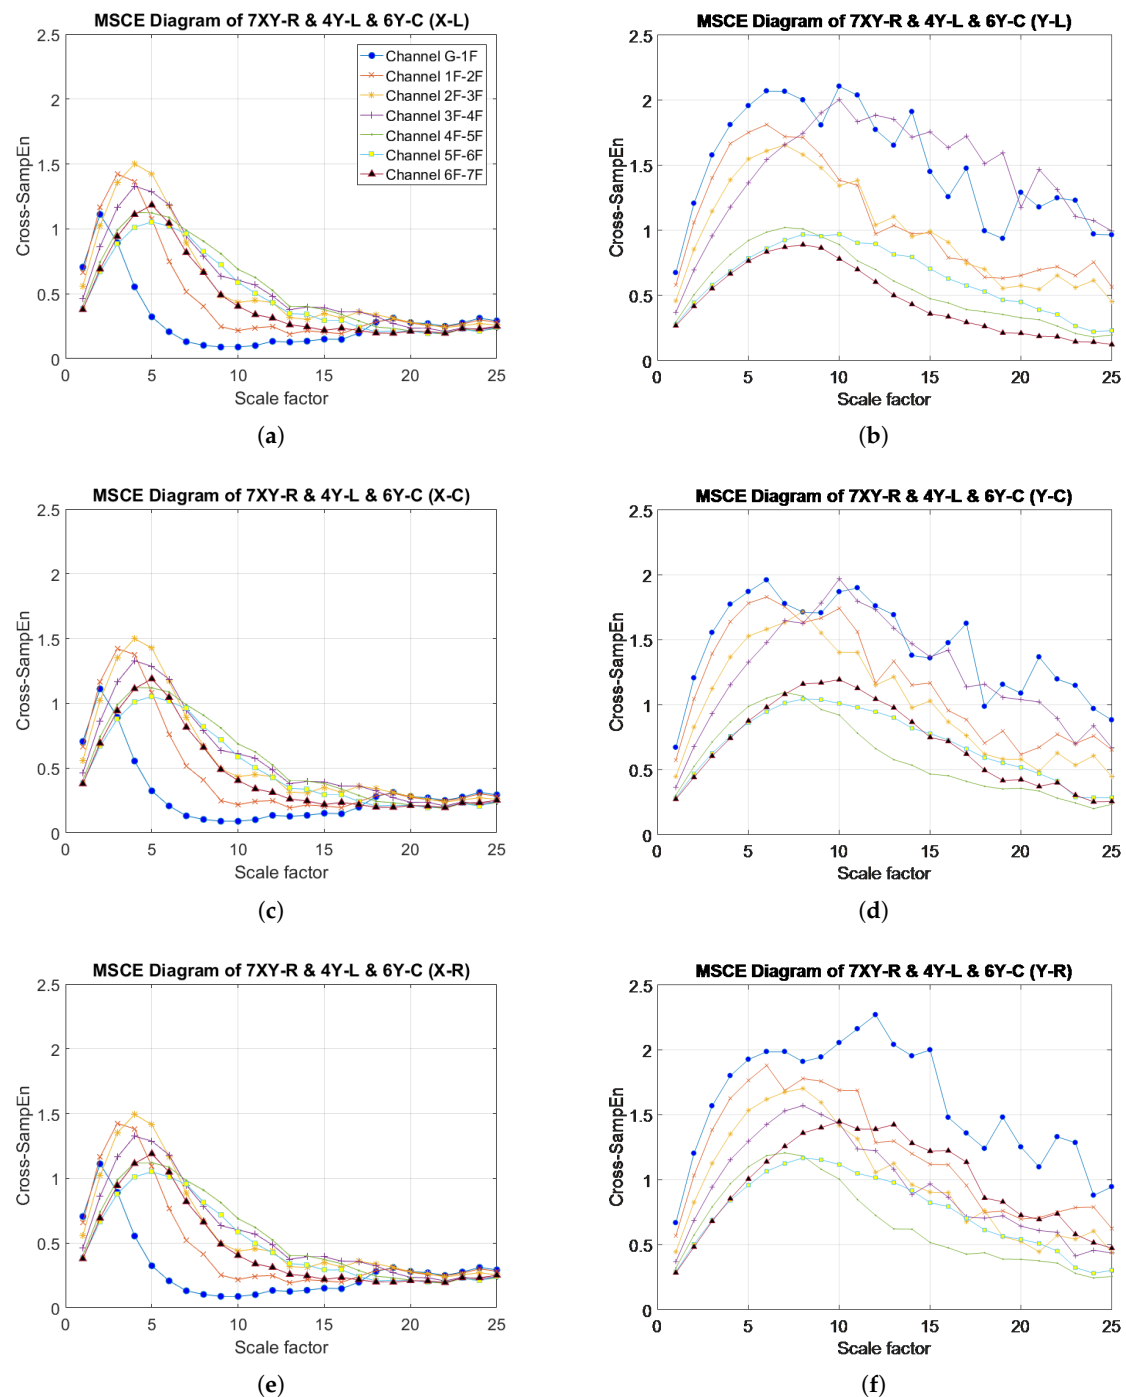 MSCE Diagram of 7XY-R & 4Y-L & 6Y-C (X-L)
2.5
2
1.5
1
0.5
0
Cross-SampEn
Channel G-1F
Channel 1F-2F
Channel 2F-3F
Channel 3F-4F
Channel 4F-5F
Channel 5F-6F
Channel 6F-7F
0 5 10 15 20 25
Scale factor
(a)
MSCE Diagram of 7XY-R & 4Y-L & 6Y-C (Y-L)
2.5
2
1.5
1
0.5
0
Cross-SampEn
0 5 10 15 20 25
Scale factor
(b)
MSCE Diagram of 7XY-R & 4Y-L & 6Y-C (X-C)
2.5
2
1.5
1
0.5
0
Cross-SampEn
0 5 10 15 20 25
Scale factor
(c)
MSCE Diagram of 7XY-R & 4Y-L & 6Y-C (Y-C)
2.5
2
1.5
1
0.5
0
Cross-SampEn
0 5 10 15 20 25
Scale factor
(d)
MSCE Diagram of 7XY-R & 4Y-L & 6Y-C (X-R)
2.5
2
1.5
1
0.5
0
Cross-SampEn
0 5 10 15 20 25
Scale factor
(e)
MSCE Diagram of 7XY-R & 4Y-L & 6Y-C (Y-R)
2.5
2
1.5
1
0.5
0
Cross-SampEn
0 5 10 15 20 25
Scale factor
(f)